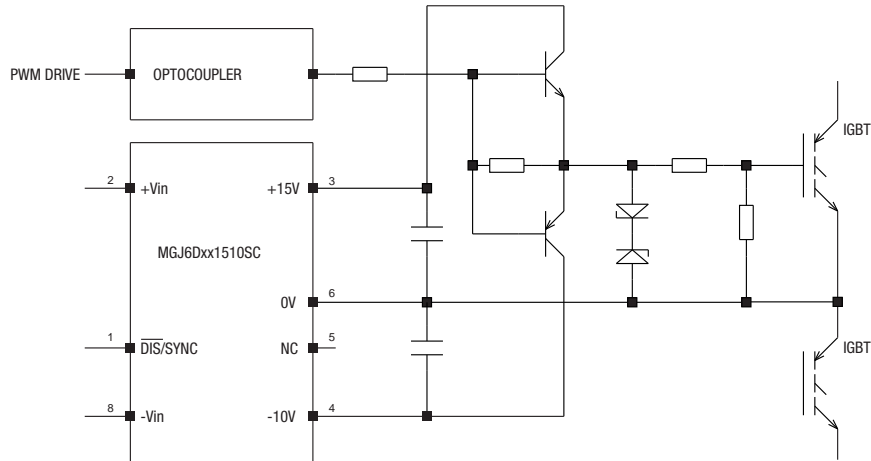 PWM DRIVE
OPTOCOUPLER
IGBT
2
+Vin
+15V
3
MGJ6Dxx1510SC
0V
6
1
DIS/SYNC
NC
5
IGBT
8
-Vin
-10V
4